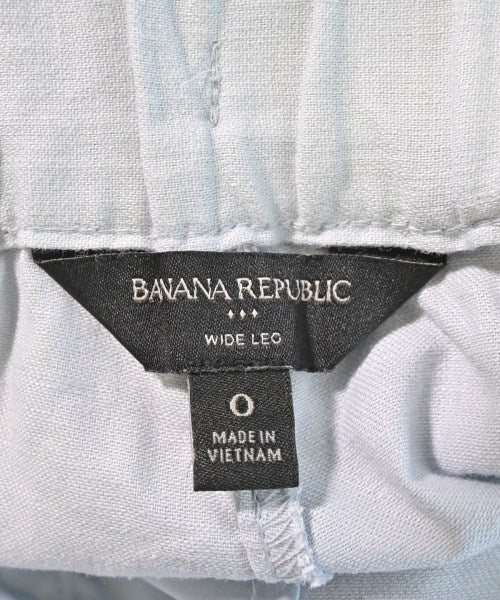 BANANA REPUBLIC
WIDE LEG
0
MADE IN
VIETNAM